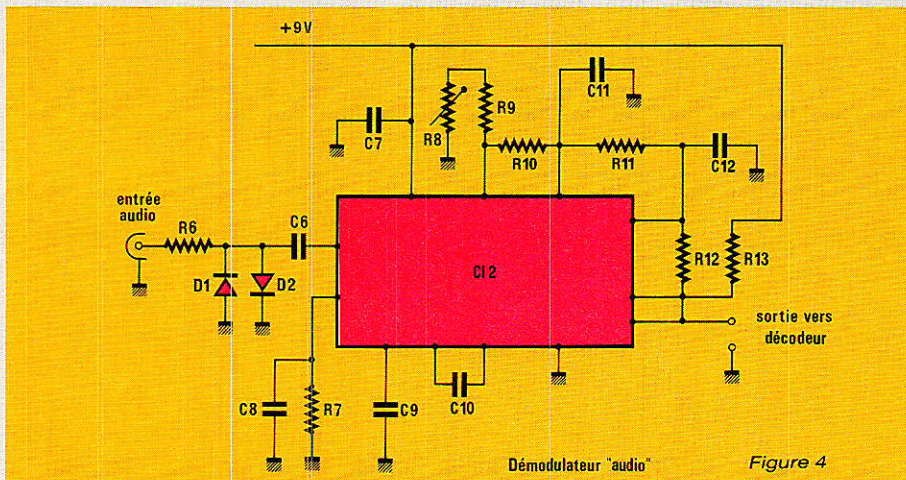 +9V
C11
R9
C7
R8
R10
R11
C12
entrée
audio
R6
C6
D1
D2
CI 2
R12
R13
sortie vers
décodeur
C8
R7
C9
C10
Démodulateur "audio"
Figure 4